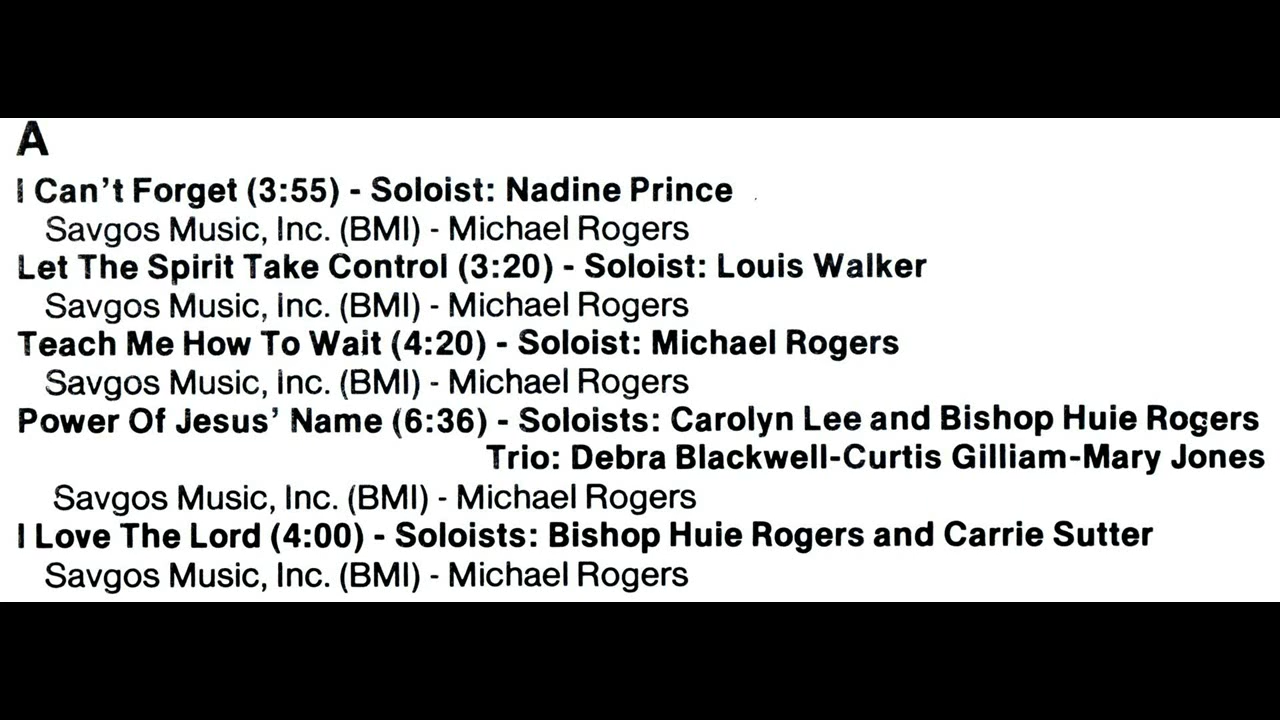 A
I Can't Forget (3:55) - Soloist: Nadine Prince
Savgos Music, Inc. (BMI) - Michael Rogers
Let The Spirit Take Control (3:20) - Soloist: Louis Walker
Savgos Music, Inc. (BMI) - Michael Rogers
Teach Me How To Wait (4:20) - Soloist: Michael Rogers
Savgos Music, Inc. (BMI) - Michael Rogers
Power Of Jesus' Name (6:36) - Soloists: Carolyn Lee and Bishop Huie Rogers
Trio: Debra Blackwell-Curtis Gilliam-Mary Jones
Savgos Music, Inc. (BMI) - Michael Rogers
I Love The Lord (4:00) - Soloists: Bishop Huie Rogers and Carrie Sutter
Savgos Music, Inc. (BMI) - Michael Rogers